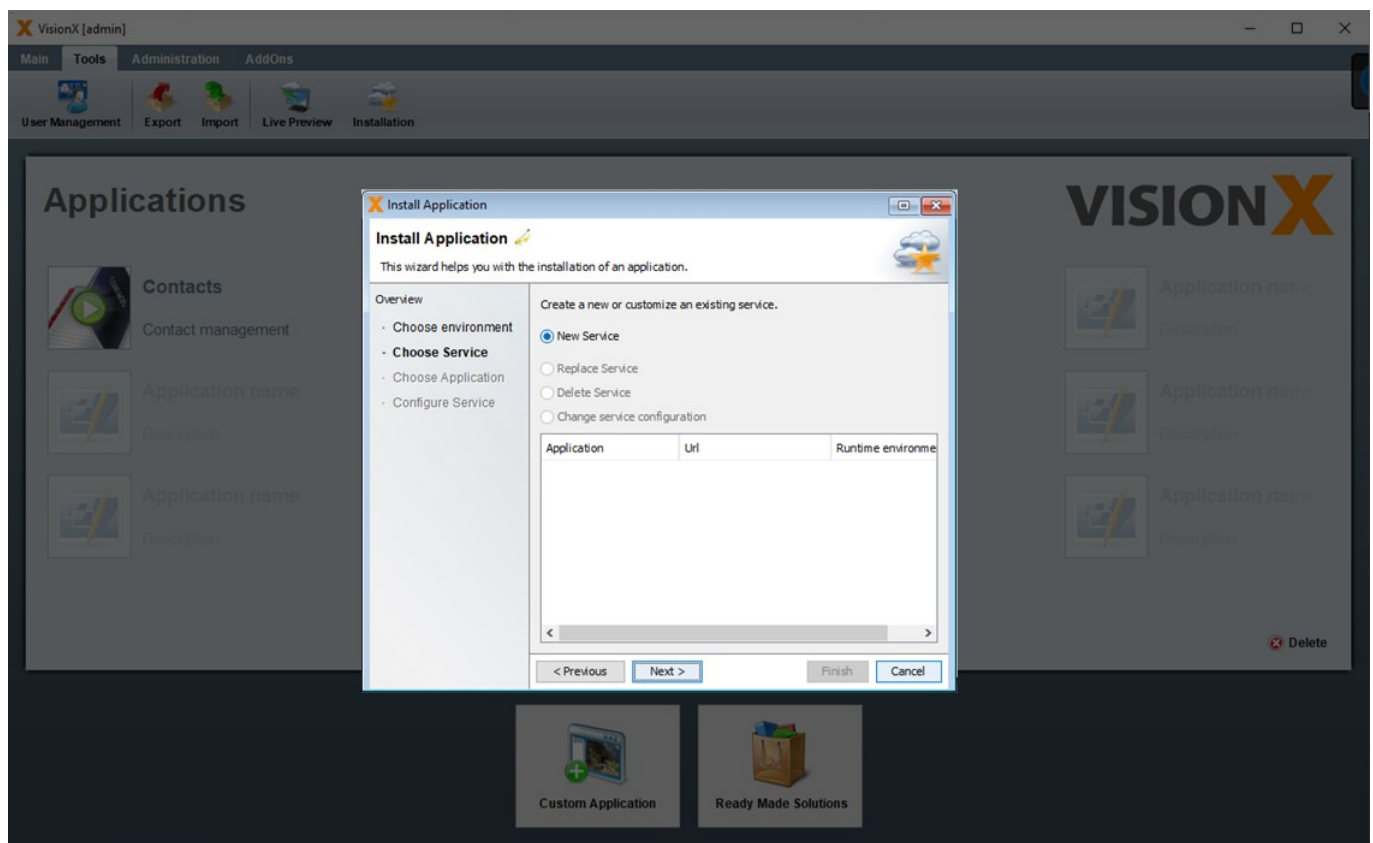 VisionX [admin]
Main Tools Administration AddOns
User Management Export Import Live Preview Installation
Applications
VISIONX
Contacts
Contact management
Application name
Description
Application name
Description
Application name
Description
Application name
Description
Application name
Description
Install Application
Install Application
This wizard helps you with the installation of an application.
Overview
· Choose environment
· Choose Service
· Choose Application
· Configure Service
Create a new or customize an existing service.
New Service
Replace Service
Delete Service
Change service configuration
Application Url Runtime environme
< Previous Next > Finish Cancel
Delete
Custom Application Ready Made Solutions